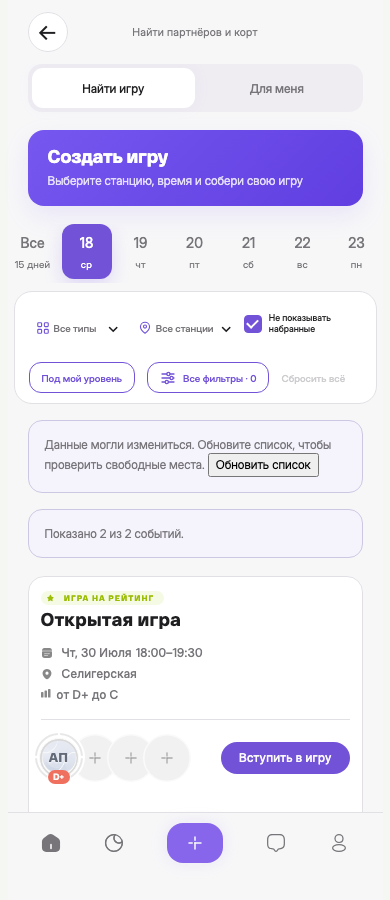 Найти партнёров и корт
Найти игру
Для меня
Создать игру
Выберите станцию, время и собери свою игру
Все
15 дней
18
ср
19
чт
20
пт
21
сб
22
вс
23
пн
Все типы
Все станции
Не показывать
набранные
Под мой уровень
Все фильтры · 0
Сбросить всё
Данные могли измениться. Обновите список, чтобы
проверить свободные места. Обновить список
Показано 2 из 2 событий.
ИГРА НА РЕЙТИНГ
Открытая игра
Чт, 30 Июля 18:00–19:30
Селигерская
от D+ до C
АП
D+
Вступить в игру